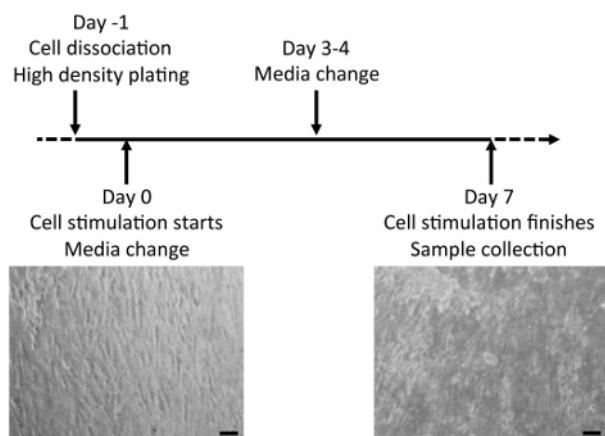 Day -1
Cell dissociation
High density plating
Day 3-4
Media change
Day 0
Cell stimulation starts
Media change
Day 7
Cell stimulation finishes
Sample collection